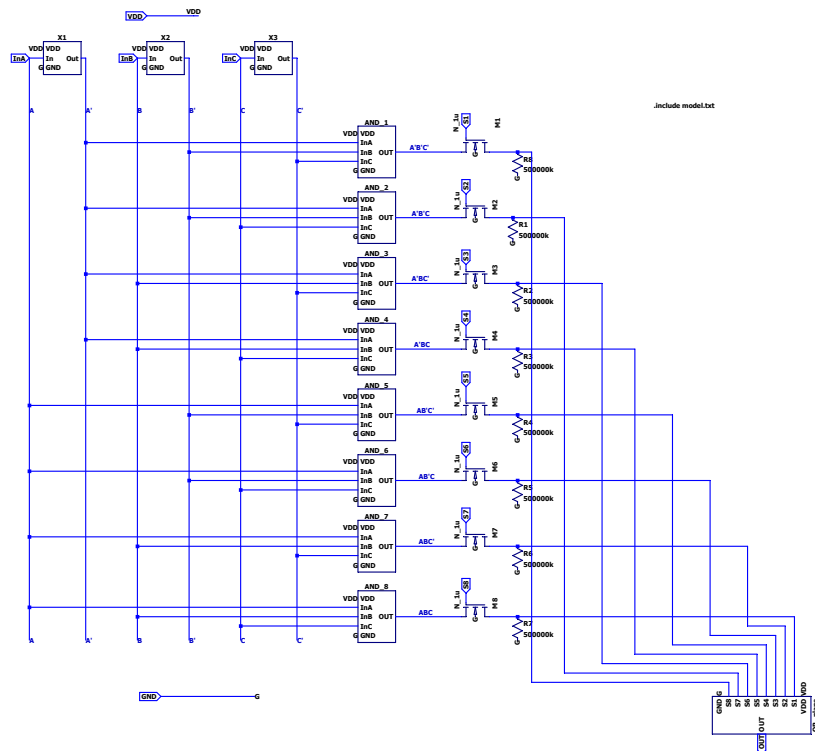 VDD VDD
X1 X2 X3
VDD VDD VDD VDD VDD VDD
InA In Out InB In Out InC In Out
G GND G GND G GND
A A' B B' C C'
.include model.txt
AND_1
VDD VDD
InA
InB OUT
InC
G GND
A'B'C'
N_1u S1 M1
G
R8
500000k
G
AND_2
VDD VDD
InA
InB OUT
InC
G GND
A'B'C
N_1u S2 M2
G
R1
500000k
G
AND_3
VDD VDD
InA
InB OUT
InC
G GND
A'BC'
N_1u S3 M3
G
R2
500000k
G
AND_4
VDD VDD
InA
InB OUT
InC
G GND
A'BC
N_1u S4 M4
G
R3
500000k
G
AND_5
VDD VDD
InA
InB OUT
InC
G GND
AB'C'
N_1u S5 M5
G
R4
500000k
G
AND_6
VDD VDD
InA
InB OUT
InC
G GND
AB'C
N_1u S6 M6
G
R5
500000k
G
AND_7
VDD VDD
InA
InB OUT
InC
G GND
ABC'
N_1u S7 M7
G
R6
500000k
G
AND_8
VDD VDD
InA
InB OUT
InC
G GND
ABC
N_1u S8 M8
G
R7
500000k
G
A A' B B' C C'
GND G
GND G S8 S7 S6 S5 S4 S3 S2 S1 VDD VDD
OUT
OUT